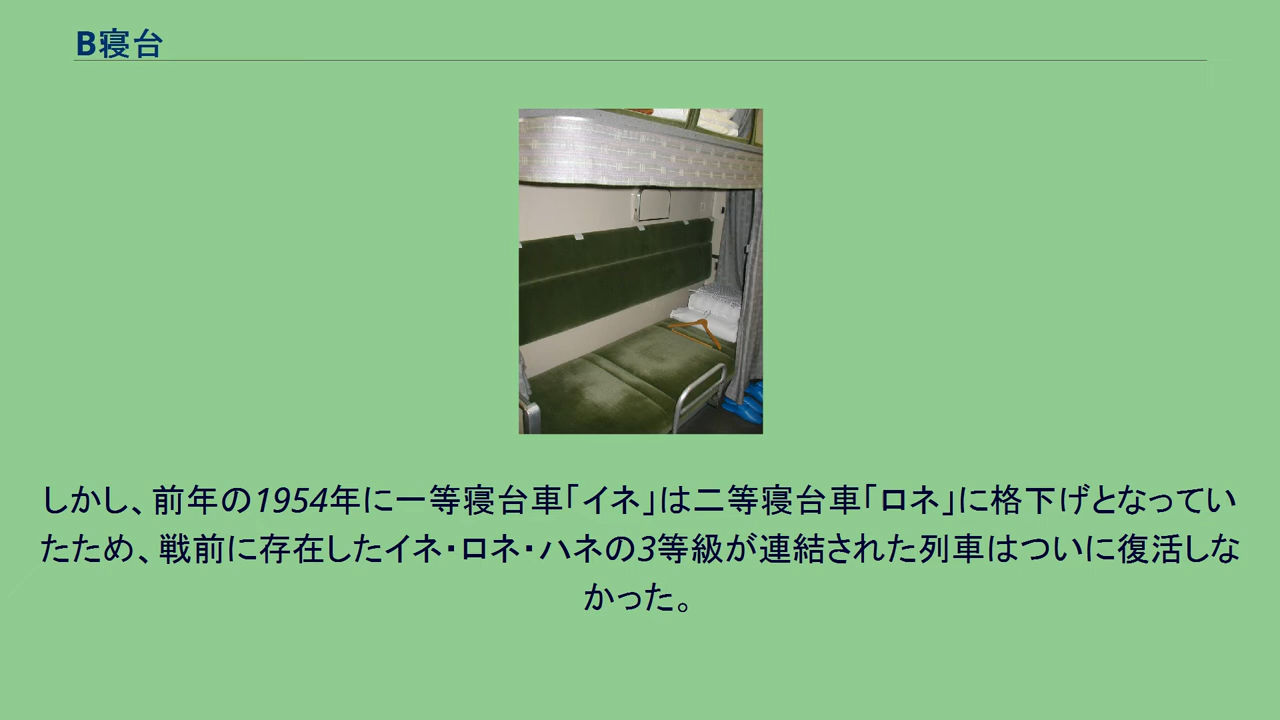 B寝台
しかし、前年の1954年に一等寝台車「イネ」は二等寝台車「ロネ」に格下げとなってい
たため、戦前に存在したイネ・ロネ・ハネの3等級が連結された列車はついに復活しな
かった。